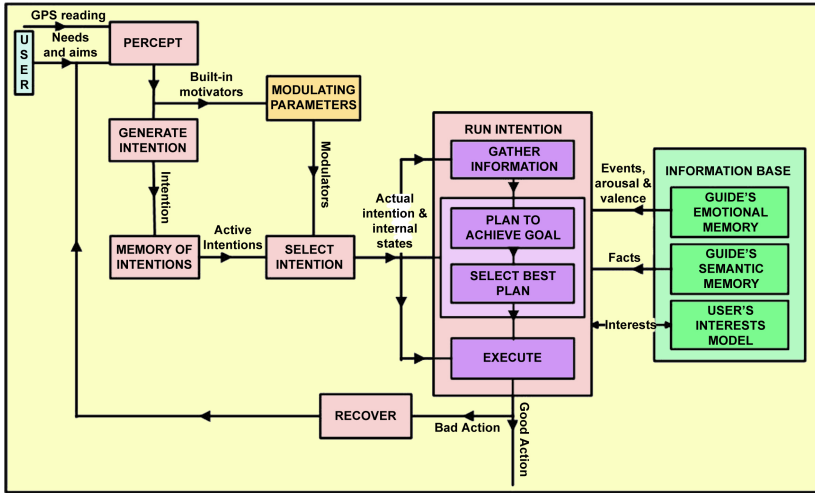 GPS reading
USER
Needs
and aims
PERCEPT
Built-in
motivators
MODULATING
PARAMETERS
GENERATE
INTENTION
Intention
Modulators
MEMORY OF
INTENTIONS
Active
Intentions
SELECT
INTENTION
Actual
intention &
internal
states
RUN INTENTION
GATHER
INFORMATION
PLAN TO
ACHIEVE GOAL
SELECT BEST
PLAN
EXECUTE
Events,
arousal &
valence
Facts
Interests
INFORMATION BASE
GUIDE'S
EMOTIONAL
MEMORY
GUIDE'S
SEMANTIC
MEMORY
USER'S
INTERESTS
MODEL
RECOVER
Bad Action
Good Action